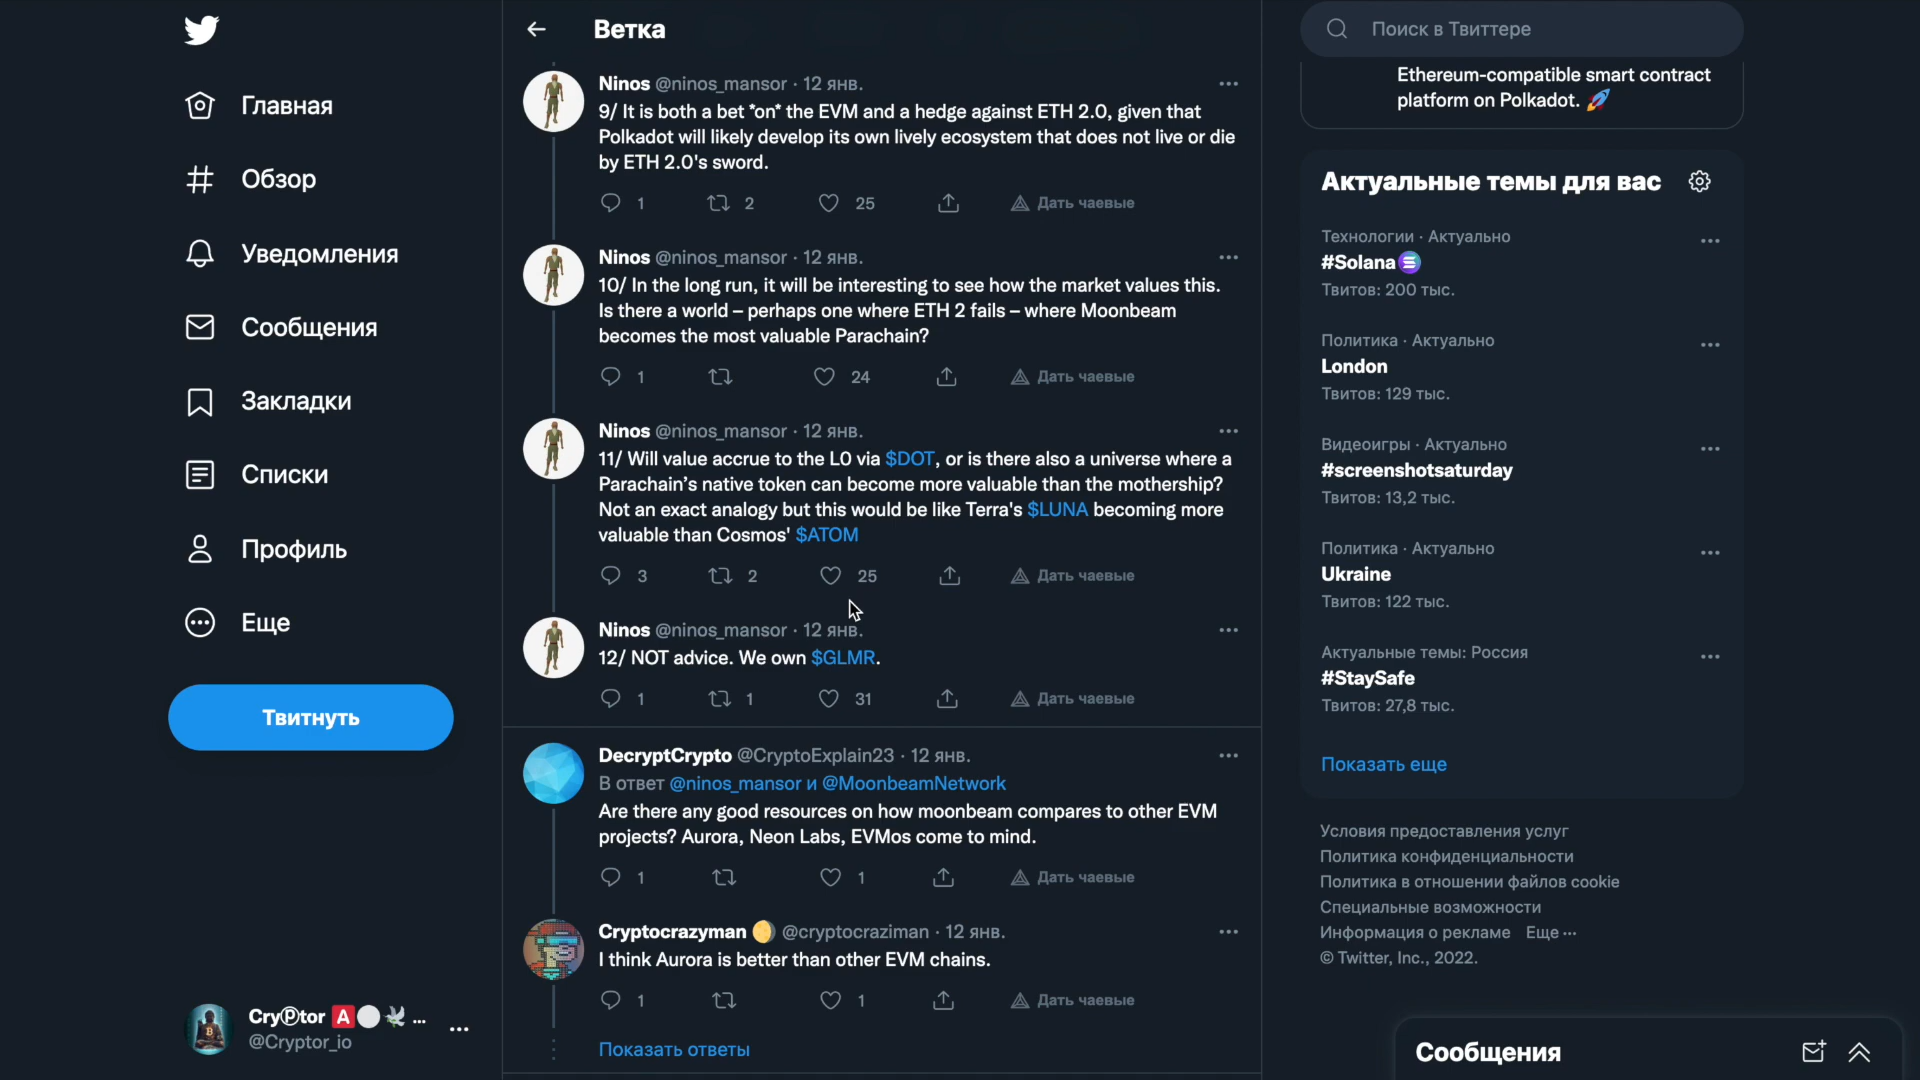 Главная
Обзор
Уведомления
Сообщения
Закладки
Списки
Профиль
Еще
Твитнуть
CryⓅtor 🅰️⚪🕊️ ...
@Cryptor_io
Ветка
Ninos @ninos_mansor · 12 янв.
9/ It is both a bet *on* the EVM and a hedge against ETH 2.0, given that
Polkadot will likely develop its own lively ecosystem that does not live or die
by ETH 2.0's sword.
1 2 25 Дать чаевые
Ninos @ninos_mansor · 12 янв.
10/ In the long run, it will be interesting to see how the market values this.
Is there a world – perhaps one where ETH 2 fails – where Moonbeam
becomes the most valuable Parachain?
1 24 Дать чаевые
Ninos @ninos_mansor · 12 янв.
11/ Will value accrue to the L0 via $DOT, or is there also a universe where a
Parachain’s native token can become more valuable than the mothership?
Not an exact analogy but this would be like Terra's $LUNA becoming more
valuable than Cosmos' $ATOM
3 2 25 Дать чаевые
Ninos @ninos_mansor · 12 янв.
12/ NOT advice. We own $GLMR.
1 1 31 Дать чаевые
DecryptCrypto @CryptoExplain23 · 12 янв.
В ответ @ninos_mansor и @MoonbeamNetwork
Are there any good resources on how moonbeam compares to other EVM
projects? Aurora, Neon Labs, EVMos come to mind.
1 1 Дать чаевые
Cryptocrazyman 🌖 @cryptocraziman · 12 янв.
I think Aurora is better than other EVM chains.
1 1 Дать чаевые
Показать ответы
Поиск в Твиттере
Ethereum-compatible smart contract
platform on Polkadot. 🚀
Актуальные темы для вас
Технологии · Актуально
#Solana
Твитов: 200 тыс.
Политика · Актуально
London
Твитов: 129 тыс.
Видеоигры · Актуально
#screenshotsaturday
Твитов: 13,2 тыс.
Политика · Актуально
Ukraine
Твитов: 122 тыс.
Актуальные темы: Россия
#StaySafe
Твитов: 27,8 тыс.
Показать еще
Условия предоставления услуг
Политика конфиденциальности
Политика в отношении файлов cookie
Специальные возможности
Информация о рекламе Еще ···
© Twitter, Inc., 2022.
Сообщения